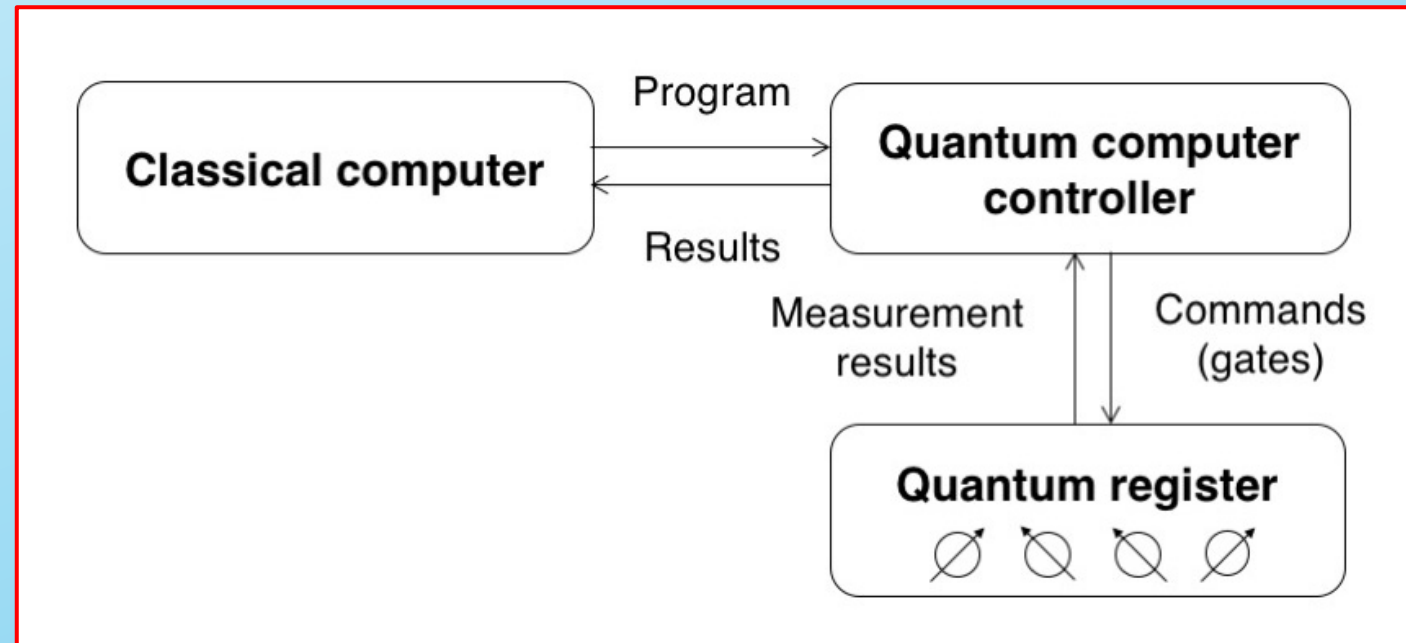 Program
Classical computer
Quantum computer
controller
Results
Measurement
results
Commands
(gates)
Quantum register